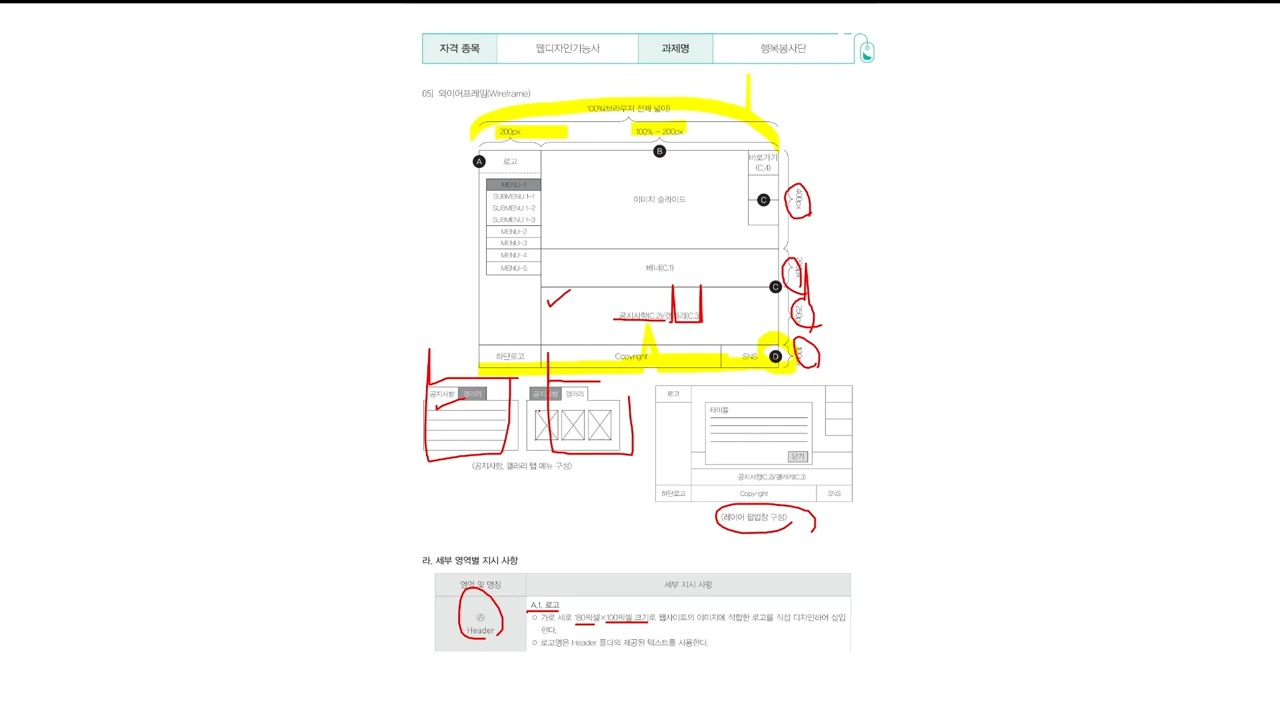 자격 종목 웹디자인기능사 과제명 행복봉사단
05) 와이어프레임(Wireframe)
100%(브라우저 전체 넓이)
200px 100% - 200px
A 로고 B 바로가기
(C.4)
MENU-1
SUBMENU 1-1 이미지 슬라이드 C 400px
SUBMENU 1-2
SUBMENU 1-3
MENU-2
MENU-3
MENU-4
MENU-5 배너(C.1)
C
공지사항(C.2)/갤러리(C.3)
하단로고 Copyright SNS D
공지사항 갤러리 공지사항 갤러리
로고
타이틀
닫기
〈공지사항, 갤러리 탭 메뉴 구성〉
공지사항(C.2)/갤러리(C.3)
하단로고 Copyright SNS
〈레이어 팝업창 구성〉
라. 세부 영역별 지시 사항
영역 및 명칭 세부 지시 사항
Ⓐ
Header
A.1. 로고
○ 가로 세로 180픽셀×100픽셀 크기로 웹사이트의 이미지에 적합한 로고를 직접 디자인하여 삽입
한다.
○ 로고명은 Header 폴더의 제공된 텍스트를 사용한다.